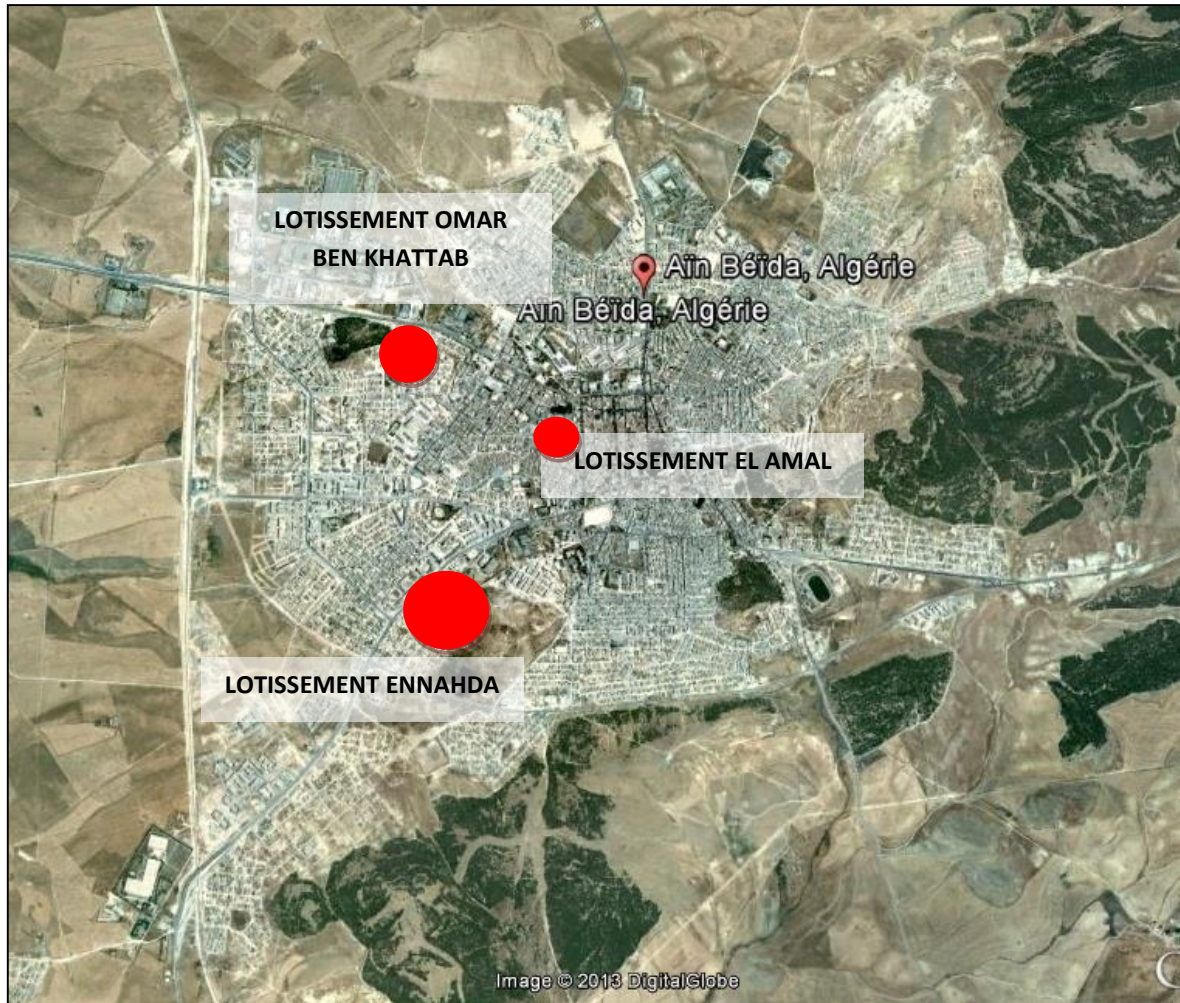 LOTISSEMENT OMAR
BEN KHATTAB
Aïn Béïda, Algérie
Aïn Béïda, Algérie
LOTISSEMENT EL AMAL
LOTISSEMENT ENNAHDA
Image © 2013 DigitalGlobe